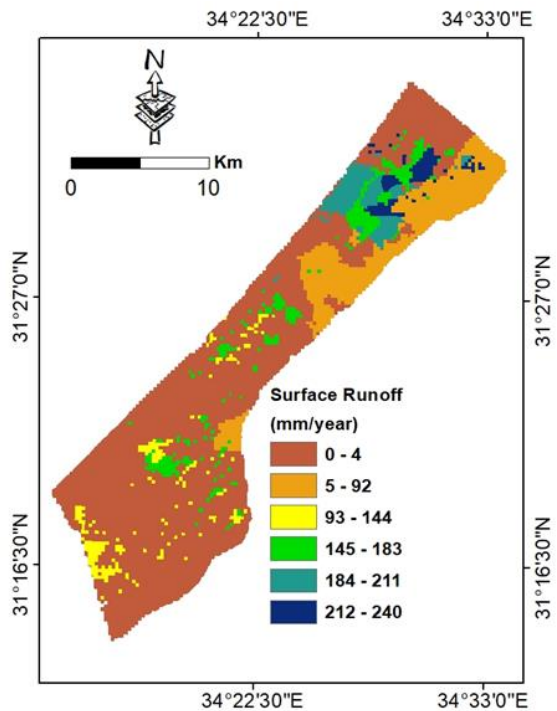 34°22'30"E 34°33'0"E
N
Km
0 10
31°27'0"N 31°27'0"N
Surface Runoff
(mm/year)
0 - 4
5 - 92
93 - 144
145 - 183
184 - 211
212 - 240
31°16'30"N 31°16'30"N
34°22'30"E 34°33'0"E